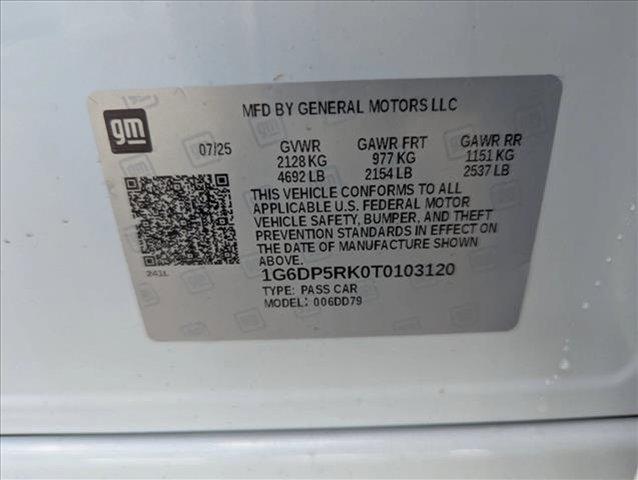 gm
MFD BY GENERAL MOTORS LLC
07/25 GVWR GAWR FRT GAWR RR
2128 KG 977 KG 1151 KG
4692 LB 2154 LB 2537 LB
THIS VEHICLE CONFORMS TO ALL
APPLICABLE U.S. FEDERAL MOTOR
VEHICLE SAFETY, BUMPER, AND THEFT
PREVENTION STANDARDS IN EFFECT ON
THE DATE OF MANUFACTURE SHOWN
ABOVE.
241L
1G6DP5RK0T0103120
TYPE: PASS CAR
MODEL: 006DD79